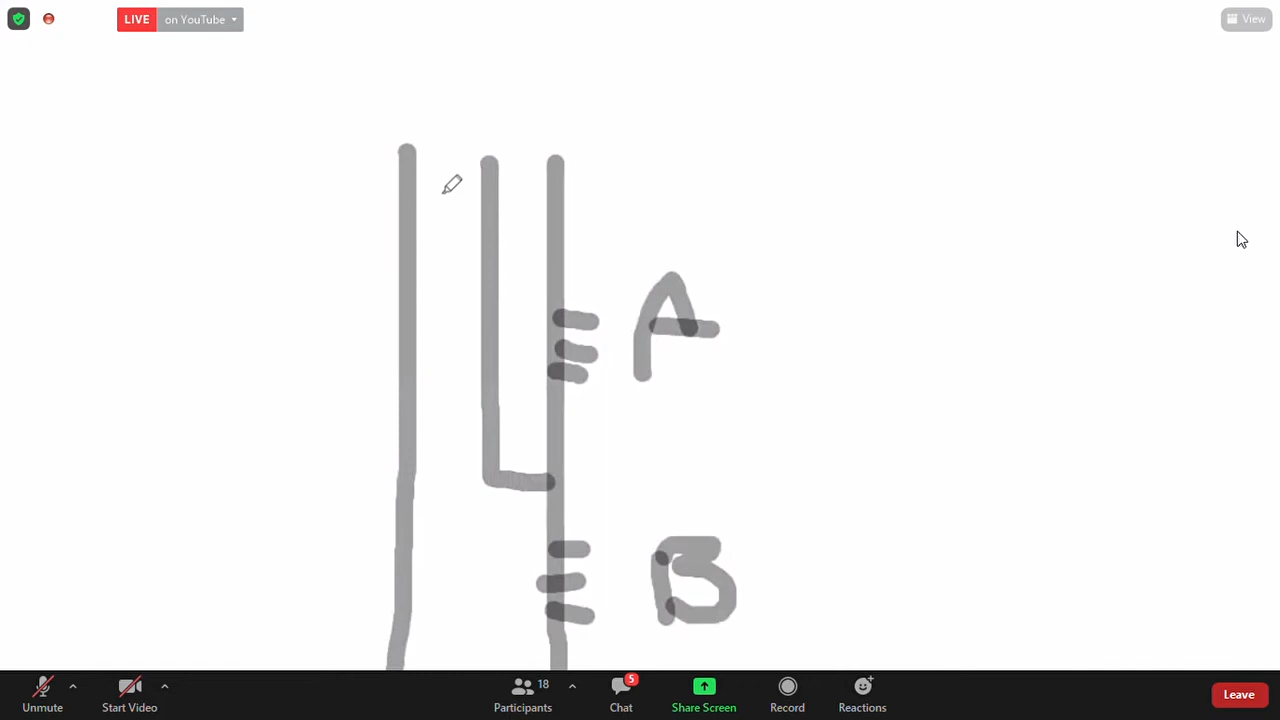 LIVE on YouTube
View
A
B
Unmute
Start Video
Participants 18
Chat 5
Share Screen
Record
Reactions
Leave